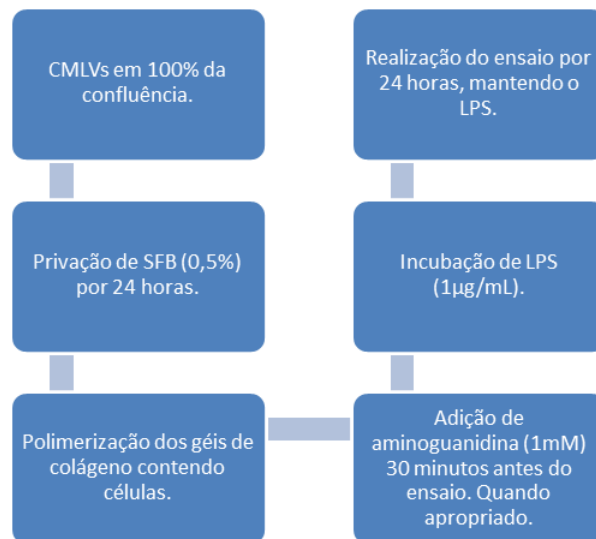 CMLVs em 100% da
confluência.
Privação de SFB (0,5%)
por 24 horas.
Polimerização dos géis de
colágeno contendo
células.
Adição de
aminoguanidina (1mM)
30 minutos antes do
ensaio. Quando
apropriado.
Incubação de LPS
(1µg/mL).
Realização do ensaio por
24 horas, mantendo o
LPS.